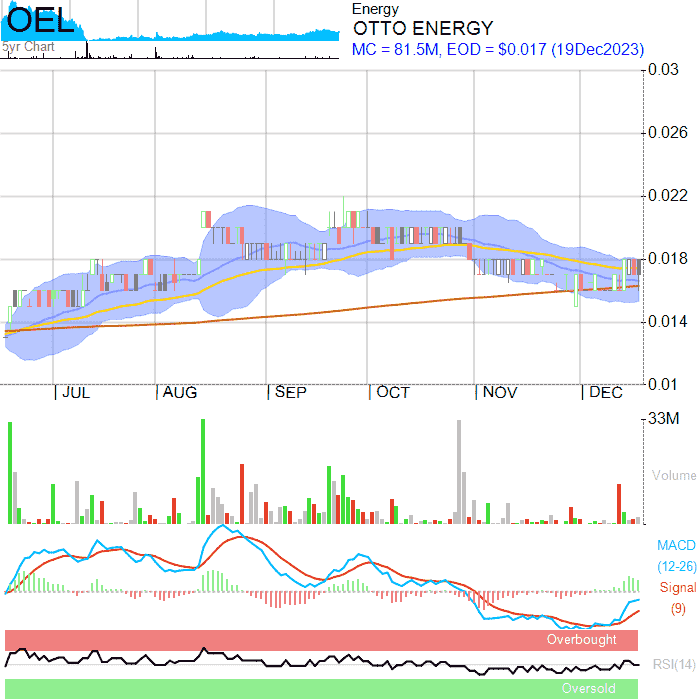 OEL
5yr Chart
Energy
OTTO ENERGY
MC = 81.5M, EOD = $0.017 (19Dec2023)
0.03
0.026
0.022
0.018
0.014
0.01
JUL AUG SEP OCT NOV DEC
33M
Volume
MACD
(12-26)
Signal
(9)
Overbought
RSI(14)
Oversold